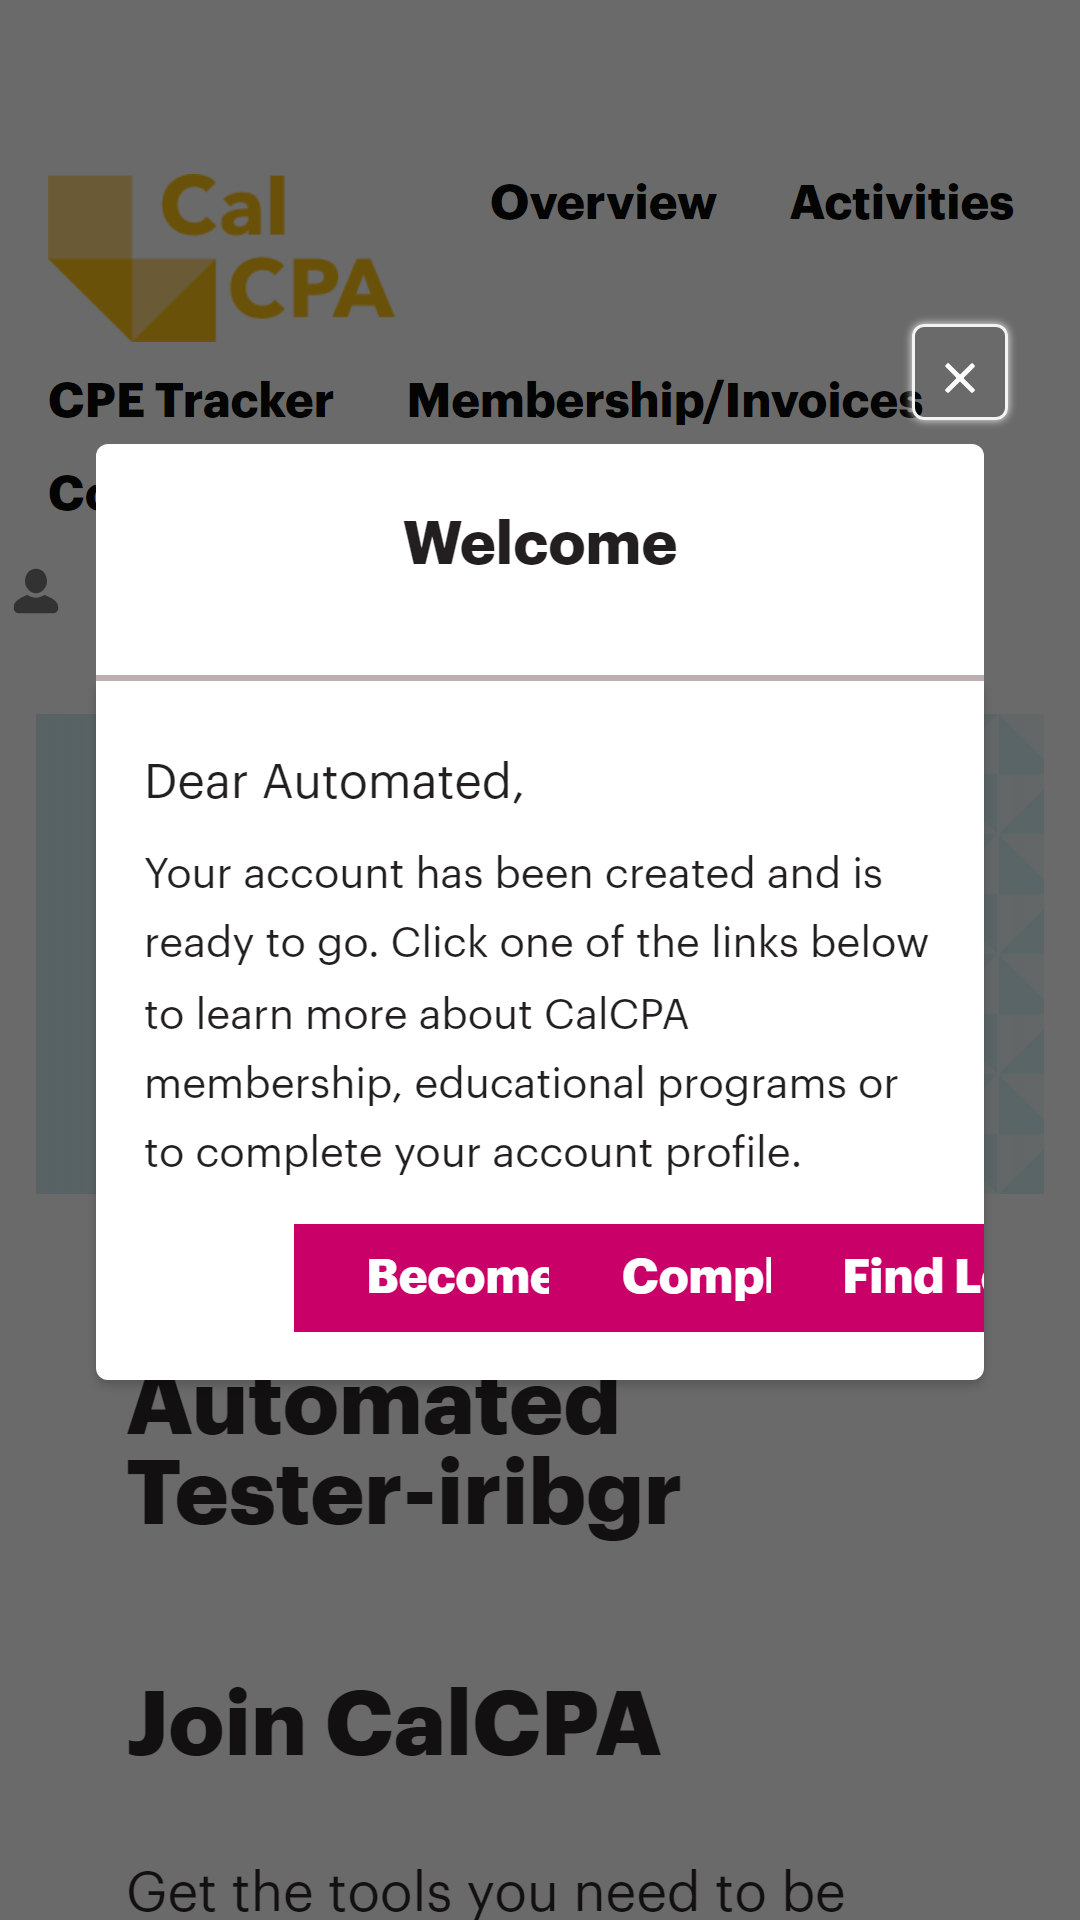 Cal
CPA
Overview
Activities
CPE Tracker
Membership/Invoices
Co
Welcome
Dear Automated,
Your account has been created and is
ready to go. Click one of the links below
to learn more about CalCPA
membership, educational programs or
to complete your account profile.
Become
Compl
Find L
Automated
Tester-iribgr
Join CalCPA
Get the tools you need to be